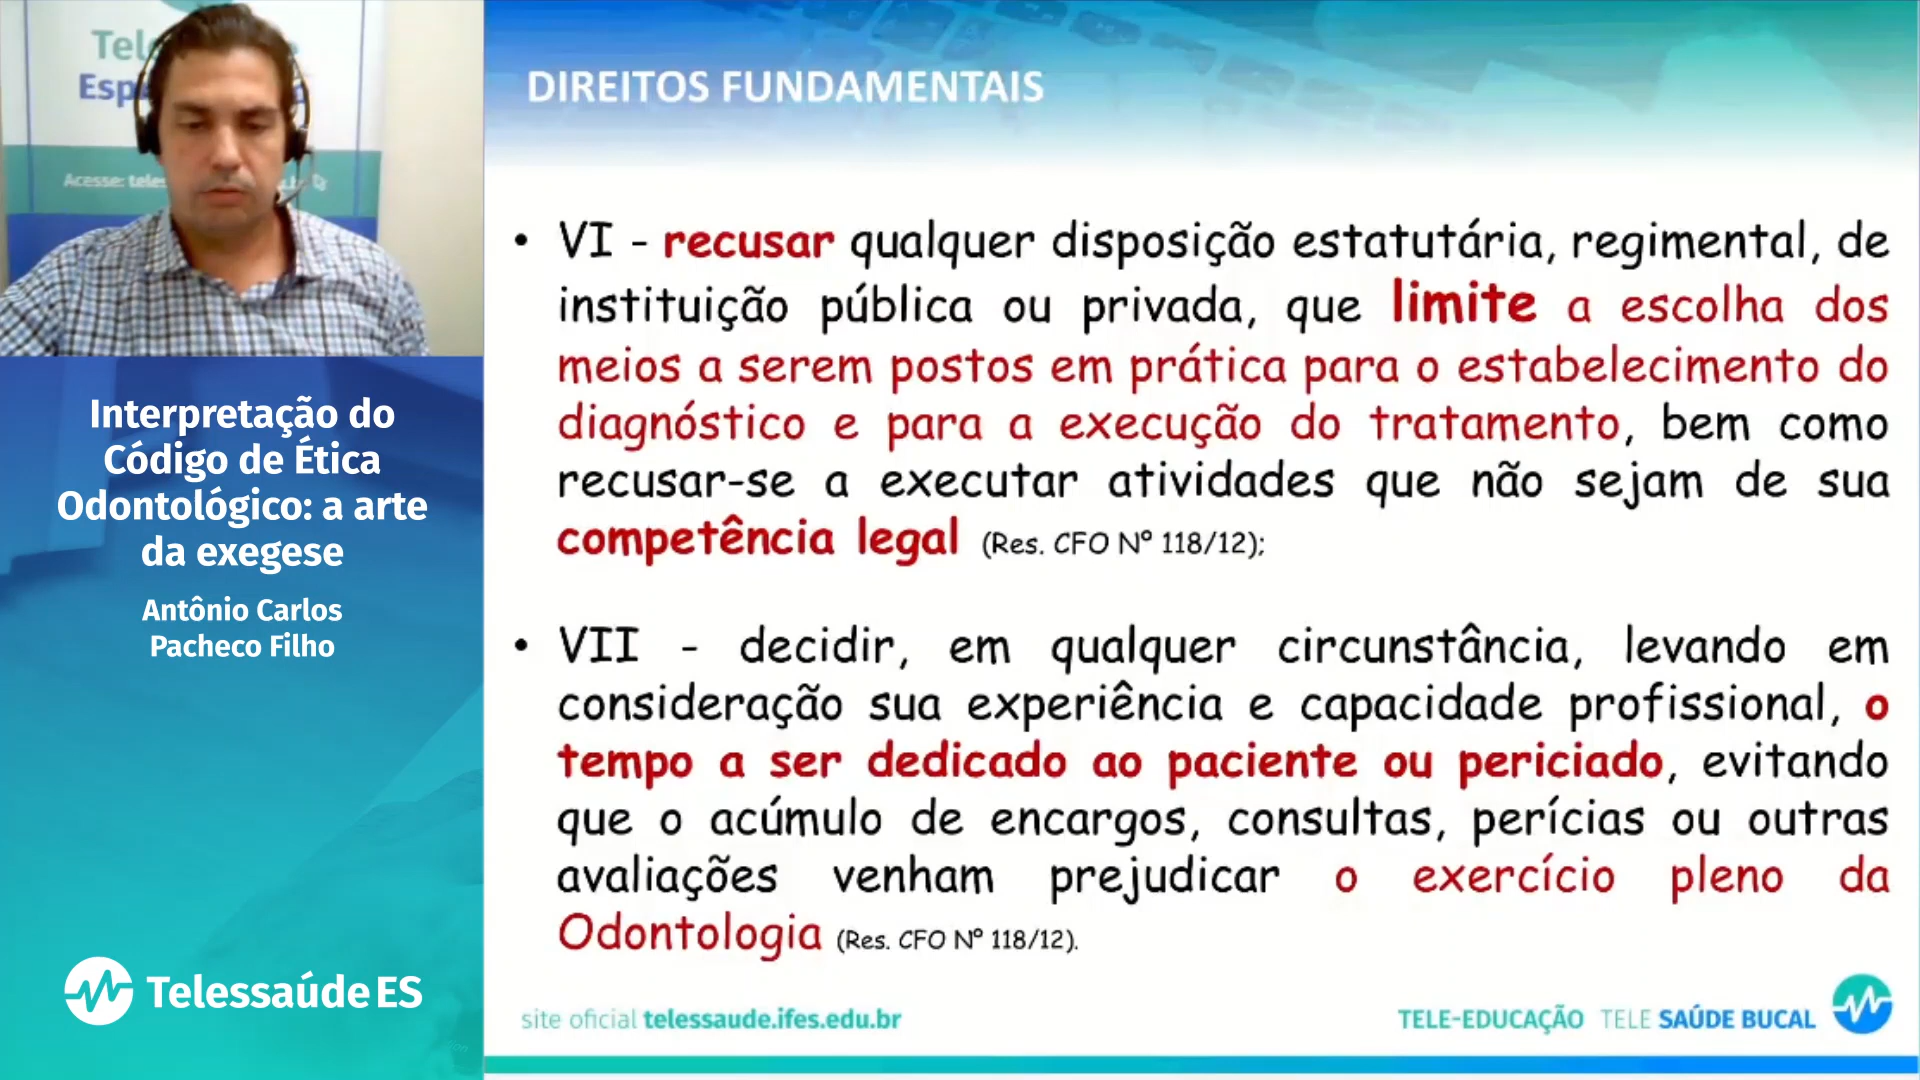 Acesse: teles
Interpretação do
Código de Ética
Odontológico: a arte
da exegese
Antônio Carlos
Pacheco Filho
Telessaúde ES
DIREITOS FUNDAMENTAIS
• VI - recusar qualquer disposição estatutária, regimental, de
instituição pública ou privada, que limite a escolha dos
meios a serem postos em prática para o estabelecimento do
diagnóstico e para a execução do tratamento, bem como
recusar-se a executar atividades que não sejam de sua
competência legal (Res. CFO Nº 118/12);
• VII - decidir, em qualquer circunstância, levando em
consideração sua experiência e capacidade profissional, o
tempo a ser dedicado ao paciente ou periciado, evitando
que o acúmulo de encargos, consultas, perícias ou outras
avaliações venham prejudicar o exercício pleno da
Odontologia (Res. CFO Nº 118/12).
site oficial telessaude.ifes.edu.br
TELE-EDUCAÇÃO TELE SAÚDE BUCAL